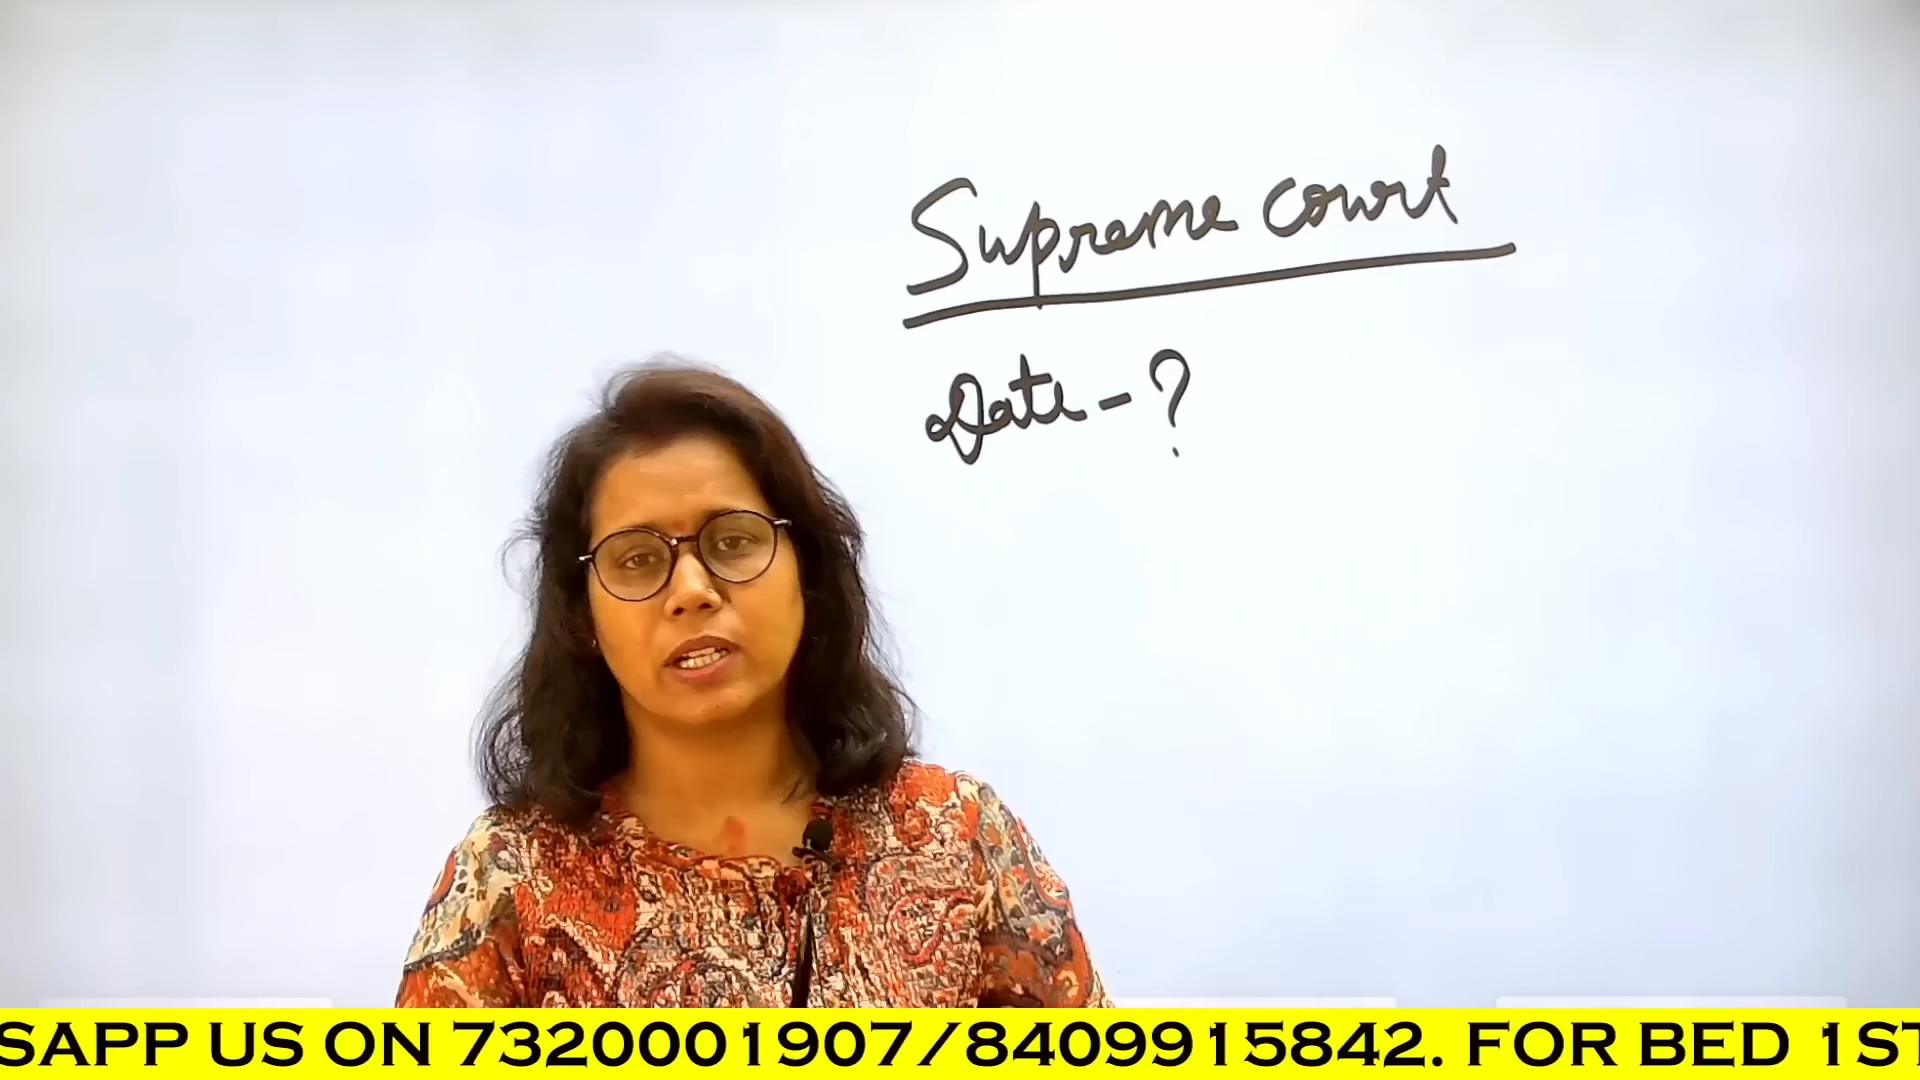 Supreme court
Date - ?
SAPP US ON 7320001907/8409915842. FOR BED 1ST